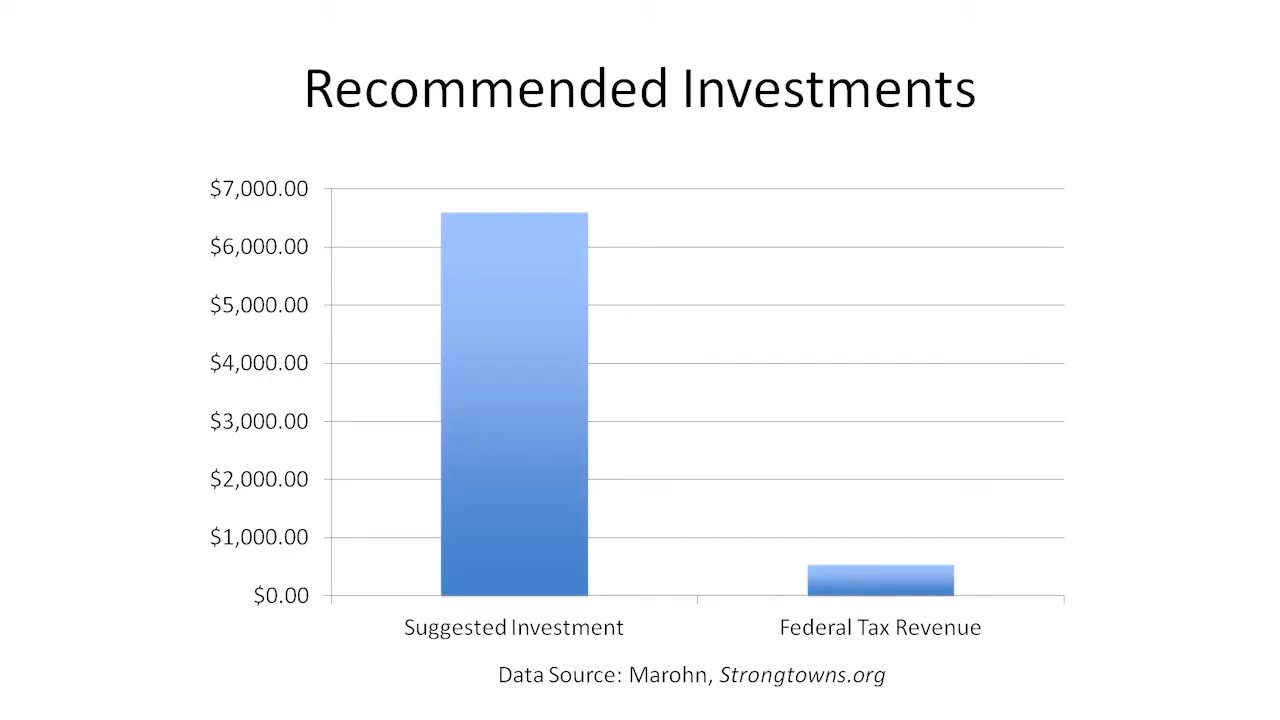 Recommended Investments
$7,000.00
$6,000.00
$5,000.00
$4,000.00
$3,000.00
$2,000.00
$1,000.00
$0.00
Suggested Investment
Federal Tax Revenue
Data Source: Marohn, Strongtowns.org